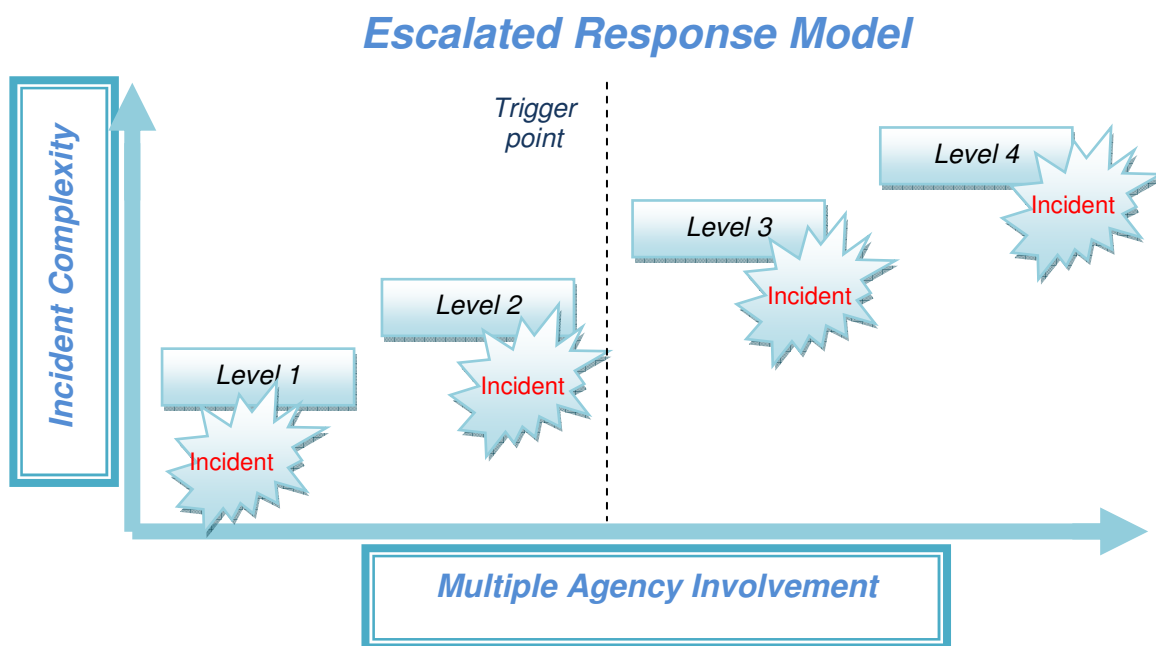 Escalated Response Model
Incident Complexity
Trigger
point
Level 4
Incident
Level 3
Incident
Level 2
Incident
Level 1
Incident
Multiple Agency Involvement